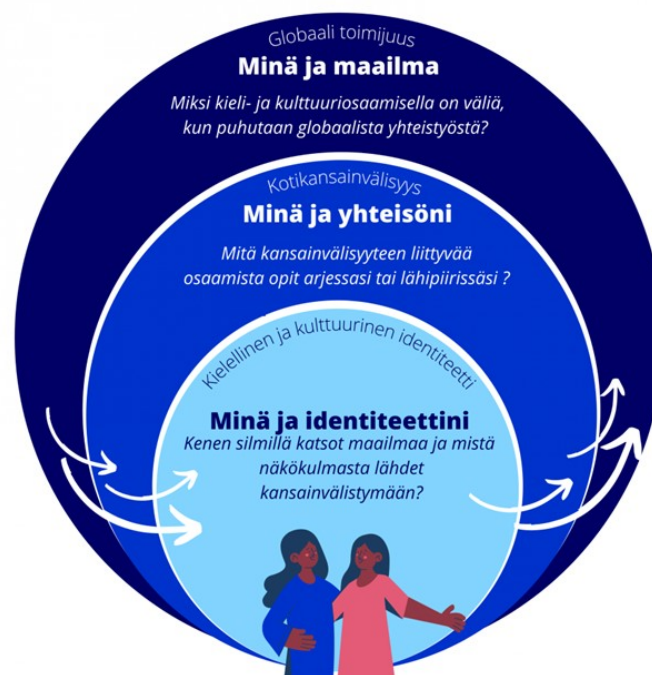 Globaali toimijuus
Minä ja maailma
Miksi kieli- ja kulttuuriosaamisella on väliä,
kun puhutaan globaalista yhteistyöstä?
Kotikansainvälisyys
Minä ja yhteisöni
Mitä kansainvälisyyteen liittyvää
osaamista opit arjessasi tai lähipiirissäsi ?
Kielellinen ja kulttuurinen identiteetti
Minä ja identiteettini
Kenen silmillä katsot maailmaa ja mistä
näkökulmasta lähdet
kansainvälistymään?